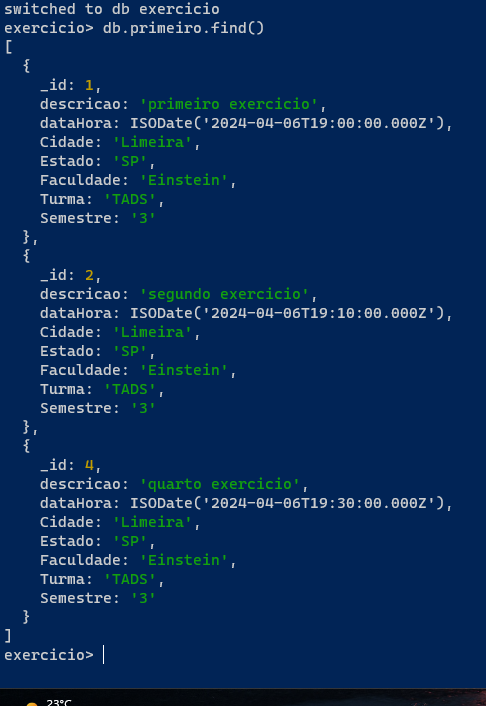 switched to db exercicio
exercicio> db.primeiro.find()
[
  {
    _id: 1,
    descricao: 'primeiro exercicio',
    dataHora: ISODate('2024-04-06T19:00:00.000Z'),
    Cidade: 'Limeira',
    Estado: 'SP',
    Faculdade: 'Einstein',
    Turma: 'TADS',
    Semestre: '3'
  },
  {
    _id: 2,
    descricao: 'segundo exercicio',
    dataHora: ISODate('2024-04-06T19:10:00.000Z'),
    Cidade: 'Limeira',
    Estado: 'SP',
    Faculdade: 'Einstein',
    Turma: 'TADS',
    Semestre: '3'
  },
  {
    _id: 4,
    descricao: 'quarto exercicio',
    dataHora: ISODate('2024-04-06T19:30:00.000Z'),
    Cidade: 'Limeira',
    Estado: 'SP',
    Faculdade: 'Einstein',
    Turma: 'TADS',
    Semestre: '3'
  }
]
exercicio>
23°C